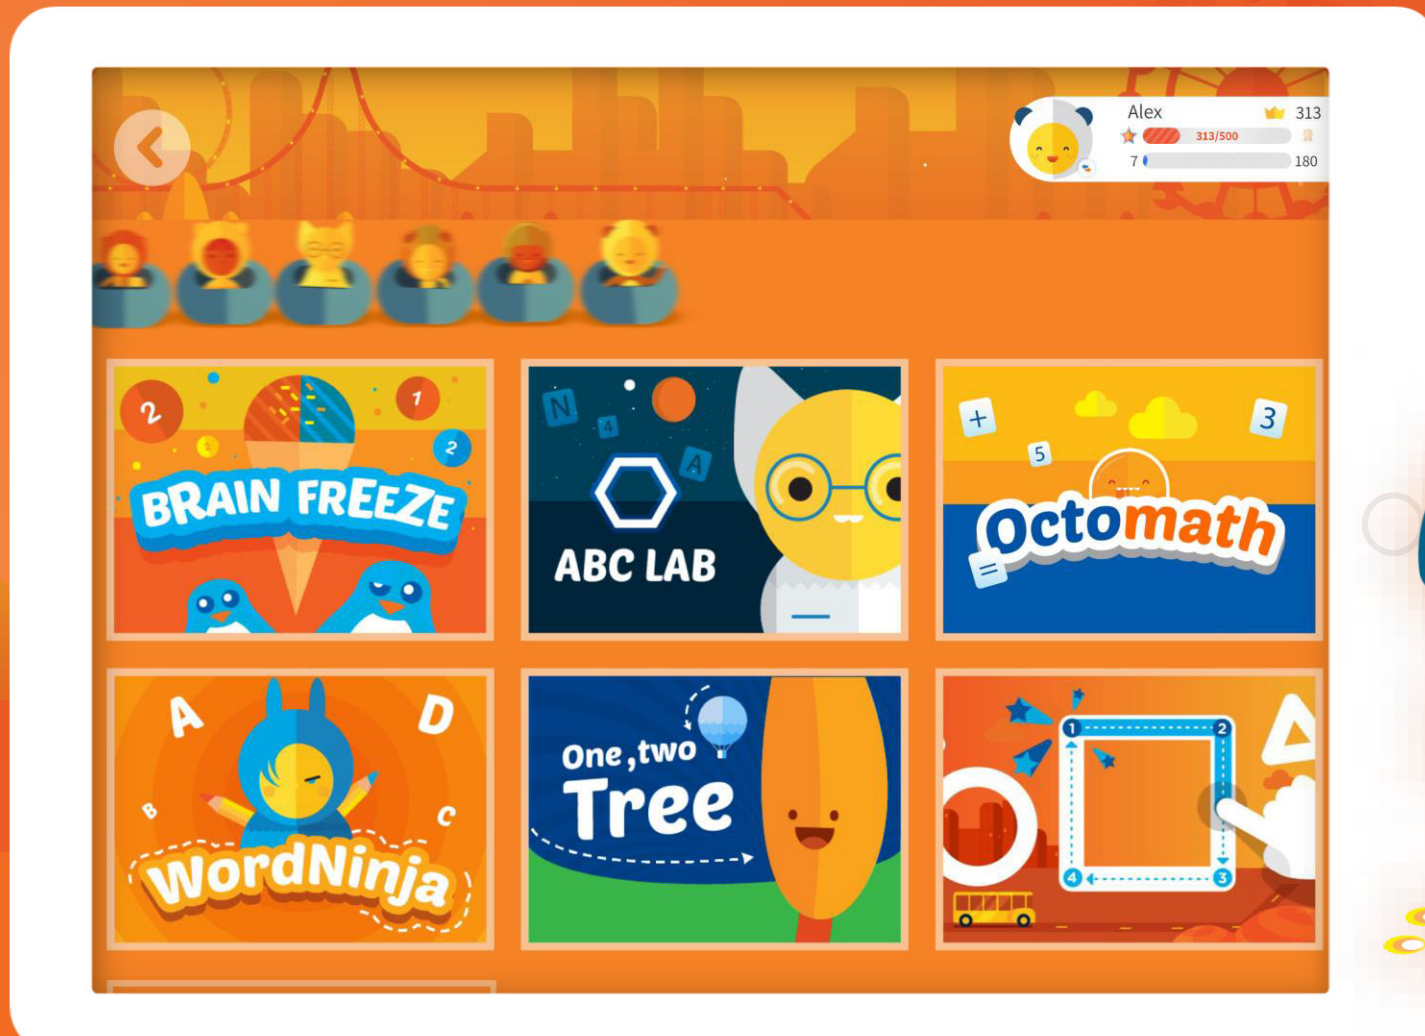 Alex
313
313/500
7
180
2
1
2
2
BRAIN FREEZE
N
4
A
ABC LAB
+
3
5
Octomath
=
A
D
B
C
WordNinja
One, two
Tree
1
2
4
3